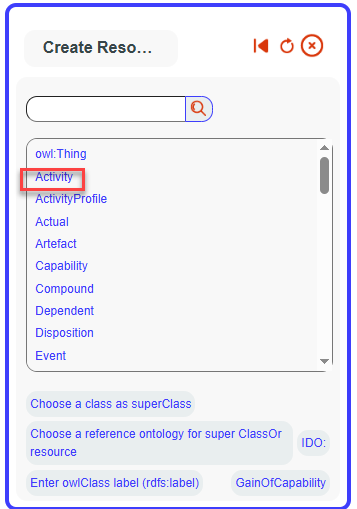 Create Reso…
owl:Thing
Activity
ActivityProfile
Actual
Artefact
Capability
Compound
Dependent
Disposition
Event
Choose a class as superClass
Choose a reference ontology for super ClassOr
resource
IDO:
Enter owlClass label (rdfs:label)
GainOfCapability